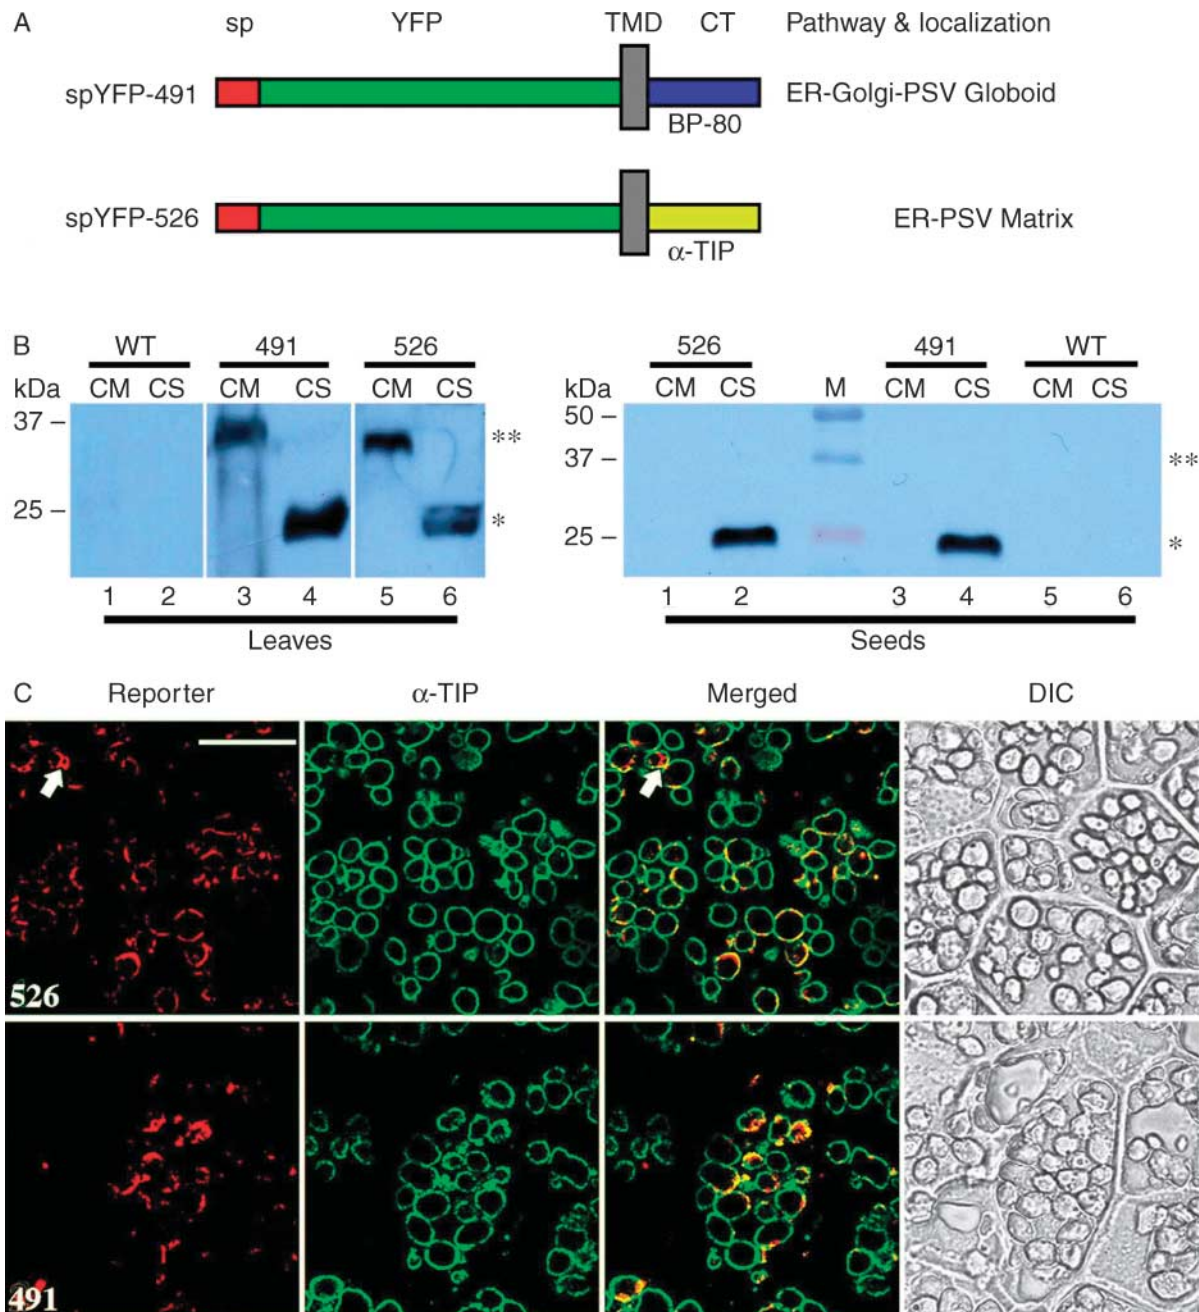 A sp YFP TMD CT Pathway & localization
spYFP-491 ER-Golgi-PSV Globoid
BP-80
spYFP-526 ER-PSV Matrix
α-TIP
B WT 491 526 526 491 WT
kDa CM CS CM CS CM CS kDa CM CS M CM CS CM CS
37 – ** 50 –
37 – **
25 – * 25 – *
1 2 3 4 5 6 1 2 3 4 5 6
Leaves Seeds
C Reporter α-TIP Merged DIC
526
491